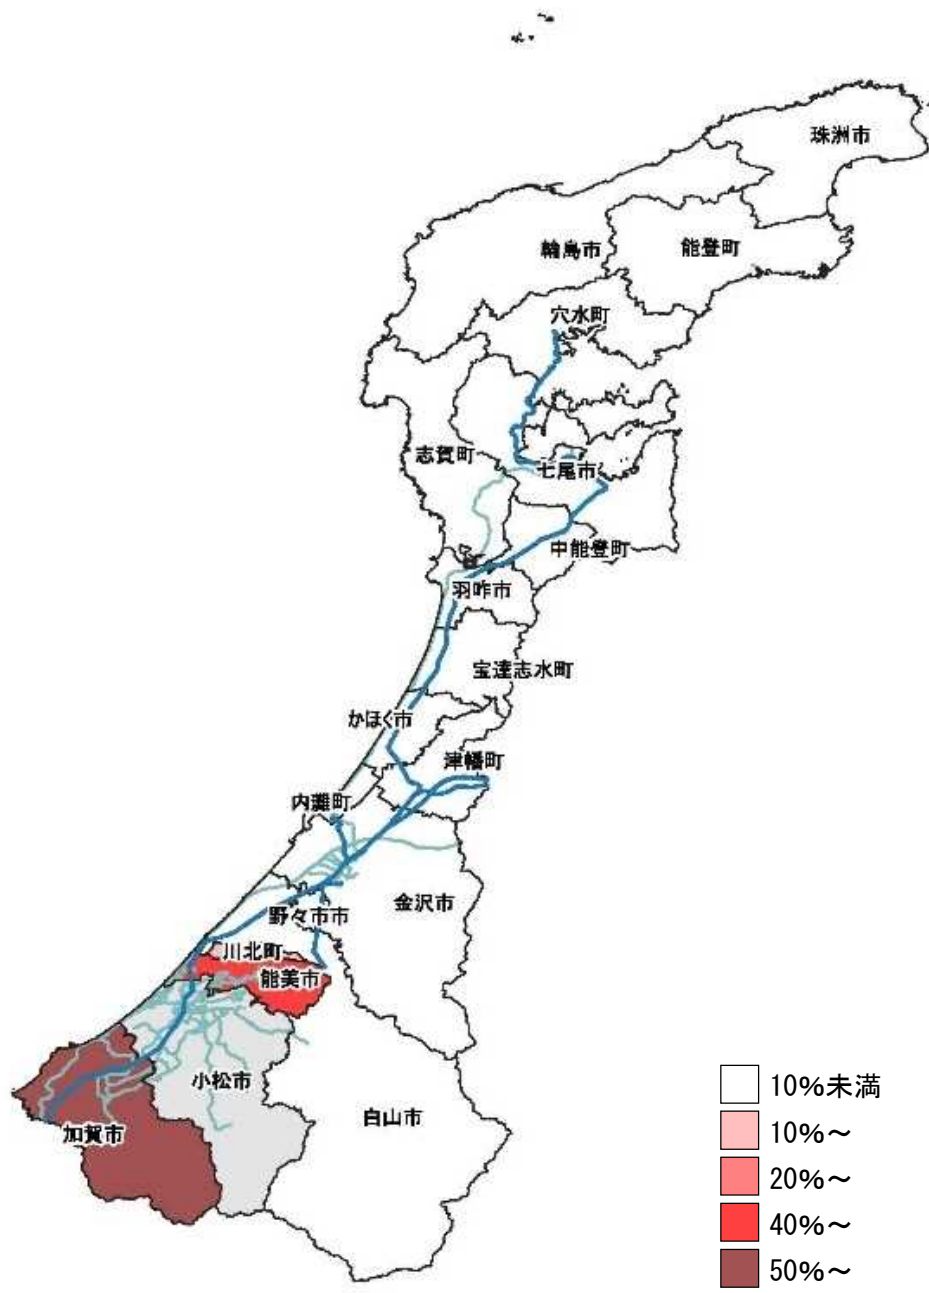 珠洲市
輪島市
能登町
穴水町
志賀町
七尾市
中能登町
羽咋市
宝達志水町
かほく市
津幡町
内灘町
金沢市
野々市市
川北町
能美市
小松市
白山市
加賀市
10%未満
10%～
20%～
40%～
50%～